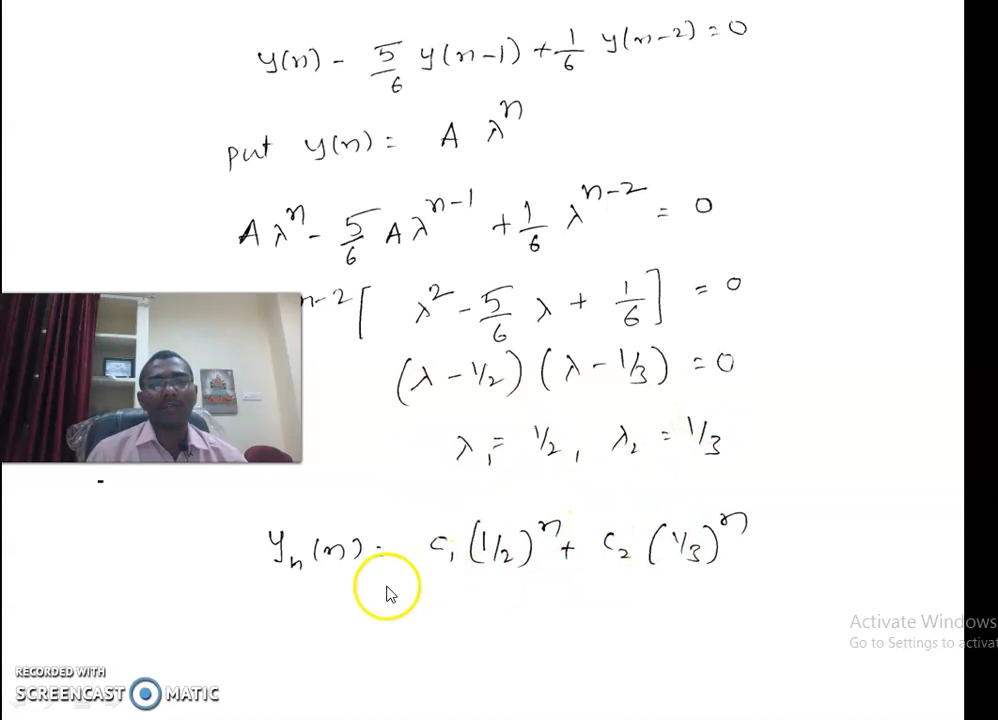 y(n) - 5/6 y(n-1) + 1/6 y(n-2) = 0
put y(n) = A λ^n
A λ^n - 5/6 A λ^n-1 + 1/6 λ^n-2 = 0
n-2 [ λ^2 - 5/6 λ + 1/6 ] = 0
(λ - 1/2) (λ - 1/3) = 0
λ1 = 1/2, λ2 = 1/3
yh(n) = c1 (1/2)^n + c2 (1/3)^n
Activate Windows
Go to Settings to activat
RECORDED WITH
SCREENCAST MATIC